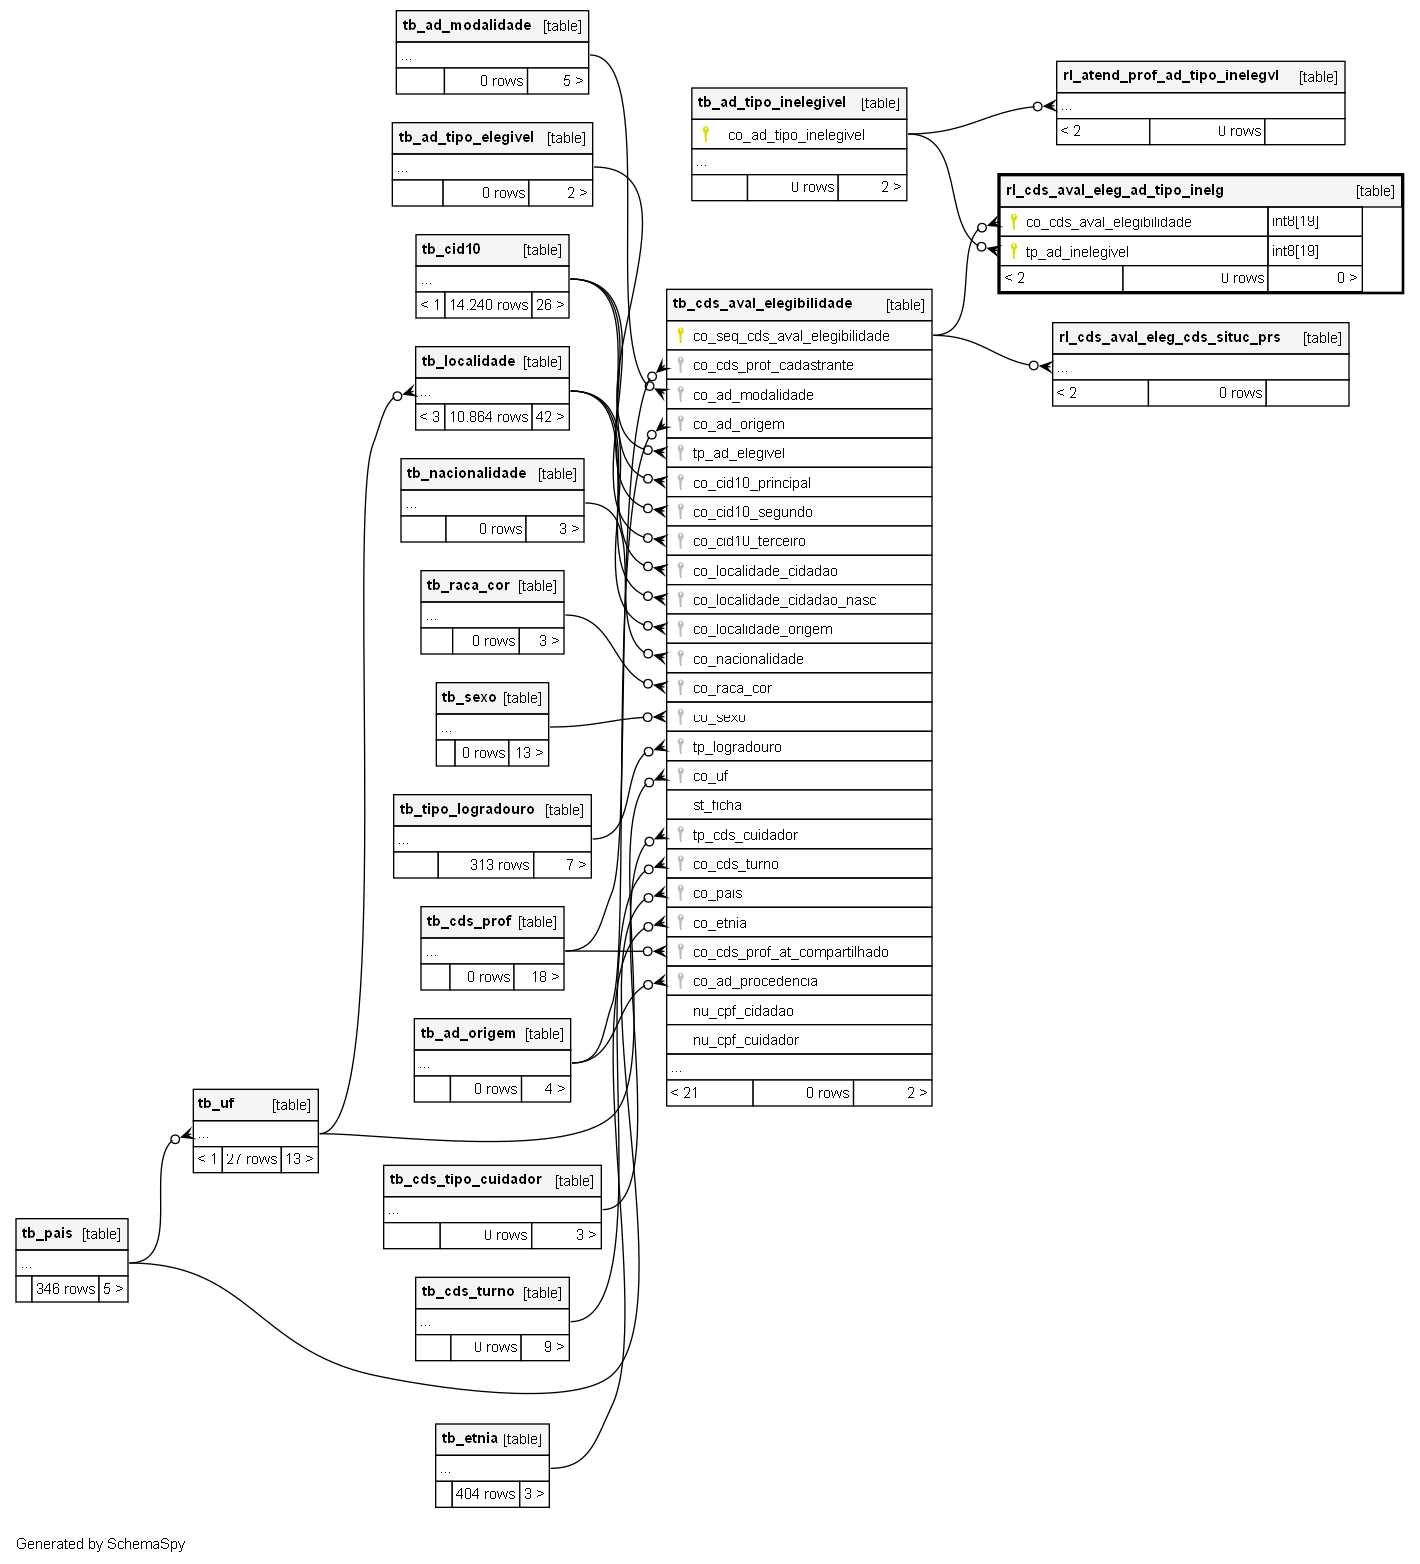 tb_ad_modalidade [table]
...
0 rows 5 >
tb_ad_tipo_elegivel [table]
...
0 rows 2 >
tb_cid10 [table]
...
< 1 14.240 rows 26 >
tb_localidade [table]
...
< 3 10.864 rows 42 >
tb_nacionalidade [table]
...
0 rows 3 >
tb_raca_cor [table]
...
0 rows 3 >
tb_sexo [table]
...
0 rows 13 >
tb_tipo_logradouro [table]
...
313 rows 7 >
tb_cds_prof [table]
...
0 rows 18 >
tb_ad_origem [table]
...
0 rows 4 >
tb_uf [table]
...
< 1 27 rows 13 >
tb_pais [table]
...
346 rows 5 >
tb_cds_tipo_cuidador [table]
...
0 rows 3 >
tb_cds_turno [table]
...
0 rows 9 >
tb_etnia [table]
...
404 rows 3 >
tb_ad_tipo_inelegivel [table]
co_ad_tipo_inelegivel
...
0 rows 2 >
tb_cds_aval_elegibilidade [table]
co_seq_cds_aval_elegibilidade
co_cds_prof_cadastrante
co_ad_modalidade
co_ad_origem
tp_ad_elegivel
co_cid10_principal
co_cid10_segundo
co_cid10_terceiro
co_localidade_cidadao
co_localidade_cidadao_nasc
co_localidade_origem
co_nacionalidade
co_raca_cor
co_sexo
tp_logradouro
co_uf
st_ficha
tp_cds_cuidador
co_cds_turno
co_pais
co_etnia
co_cds_prof_at_compartilhado
co_ad_procedencia
nu_cpf_cidadao
nu_cpf_cuidador
...
< 21 0 rows 2 >
rl_atend_prof_ad_tipo_inelegvl [table]
...
< 2 0 rows
rl_cds_aval_eleg_ad_tipo_inelg [table]
co_cds_aval_elegibilidade int8[19]
tp_ad_inelegivel int8[19]
< 2 0 rows 0 >
rl_cds_aval_eleg_cds_situc_prs [table]
...
< 2 0 rows
Generated by SchemaSpy